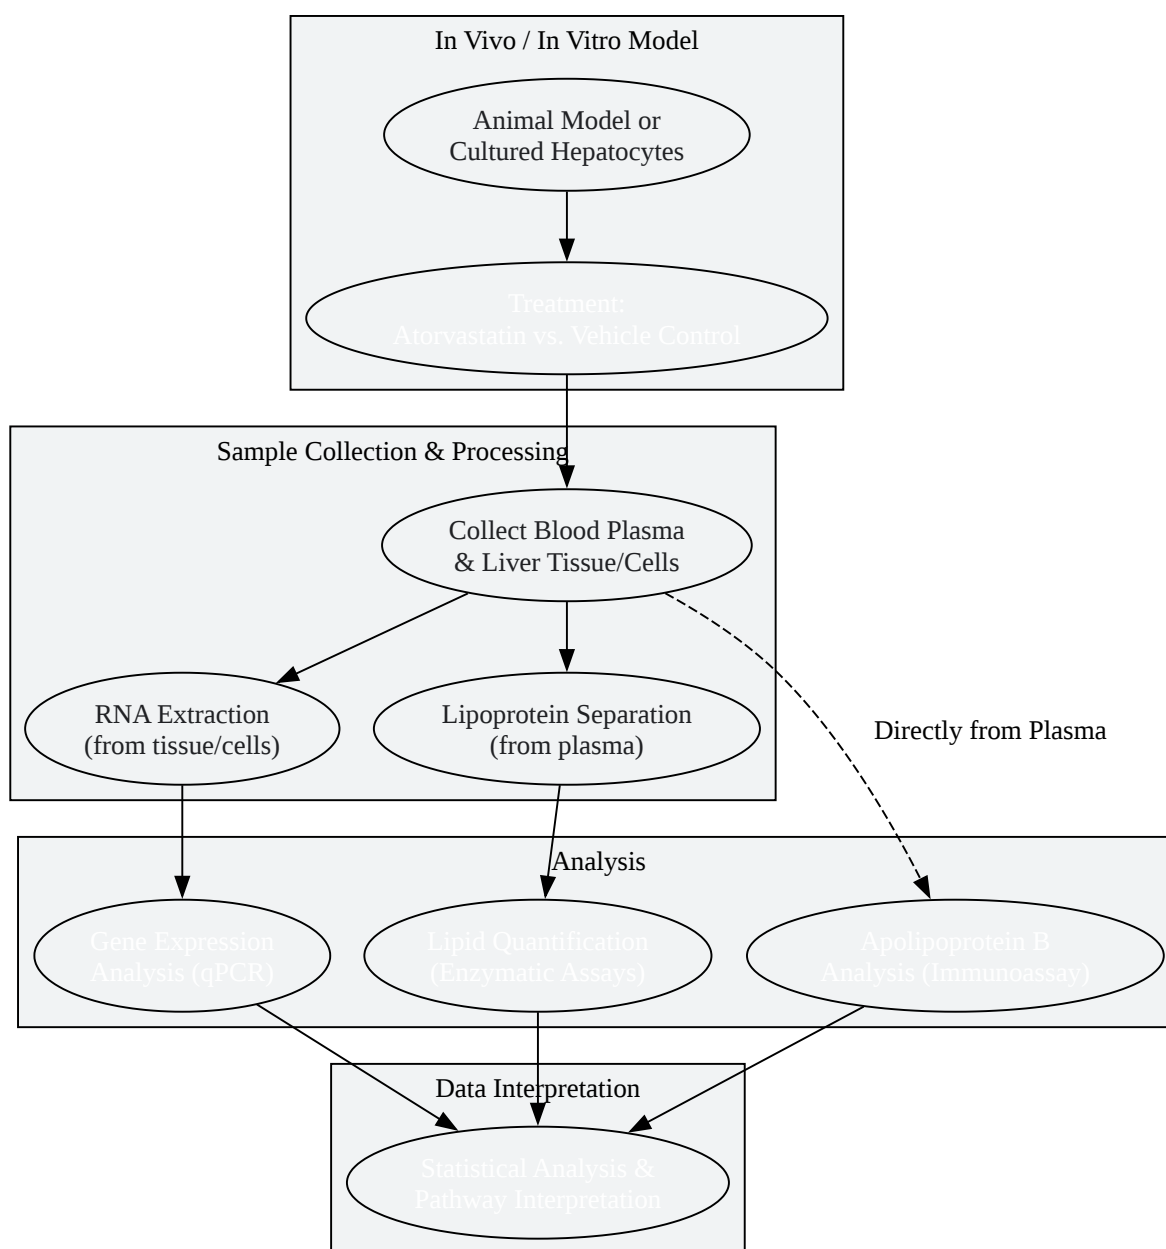 In Vivo / In Vitro Model
Animal Model or
Cultured Hepatocytes
Treatment:
Atorvastatin vs. Vehicle Control
Sample Collection & Processing
Collect Blood Plasma
& Liver Tissue/Cells
RNA Extraction
(from tissue/cells)
Lipoprotein Separation
(from plasma)
Directly from Plasma
Analysis
Gene Expression
Analysis (qPCR)
Lipid Quantification
(Enzymatic Assays)
Apolipoprotein B
Analysis (Immunoassay)
Data Interpretation
Statistical Analysis &
Pathway Interpretation